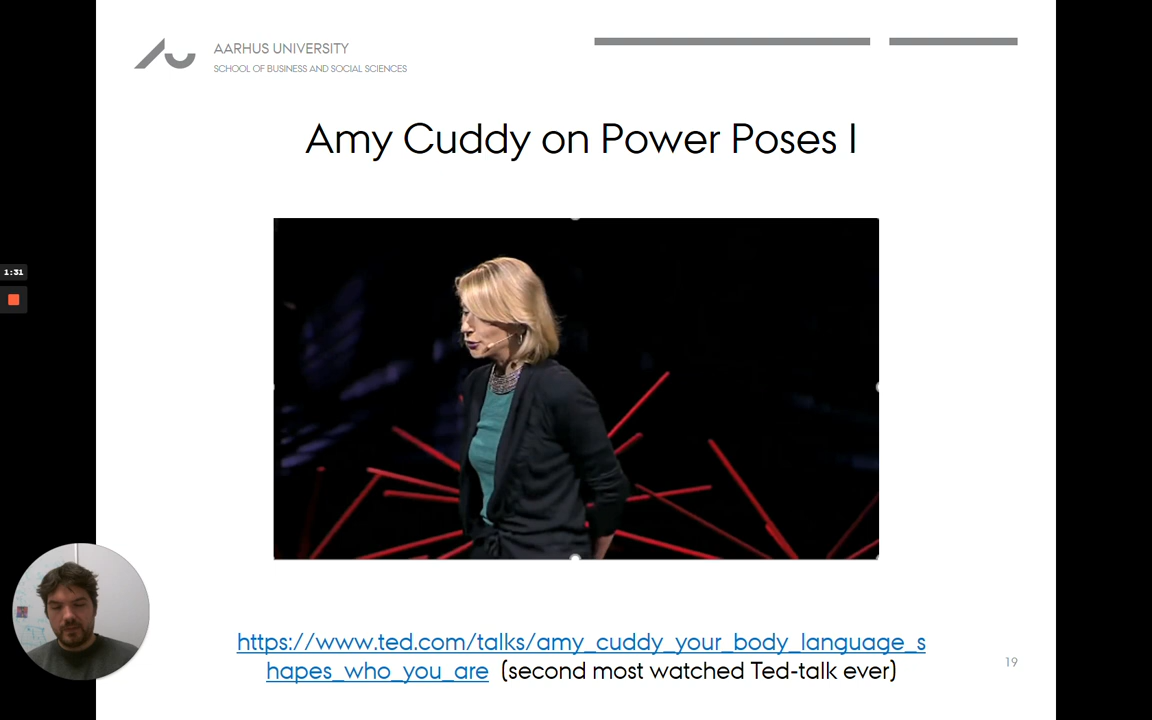 AARHUS UNIVERSITY
SCHOOL OF BUSINESS AND SOCIAL SCIENCES
Amy Cuddy on Power Poses I
1:31
https://www.ted.com/talks/amy_cuddy_your_body_language_s
hapes_who_you_are (second most watched Ted-talk ever)
19